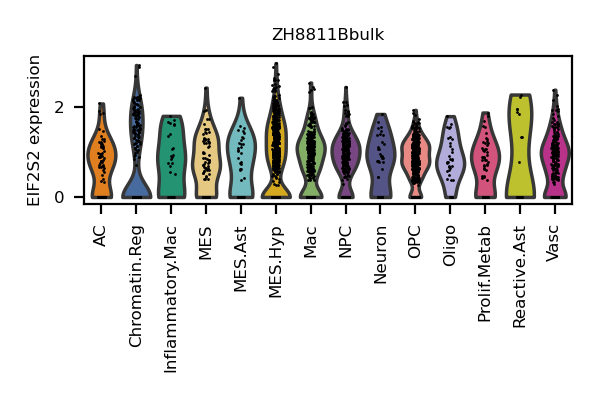 ZH8811Bbulk
EIF2S2 expression
2
0
AC
Chromatin.Reg
Inflammatory.Mac
MES
MES.Ast
MES.Hyp
Mac
NPC
Neuron
OPC
Oligo
Prolif.Metab
Reactive.Ast
Vasc